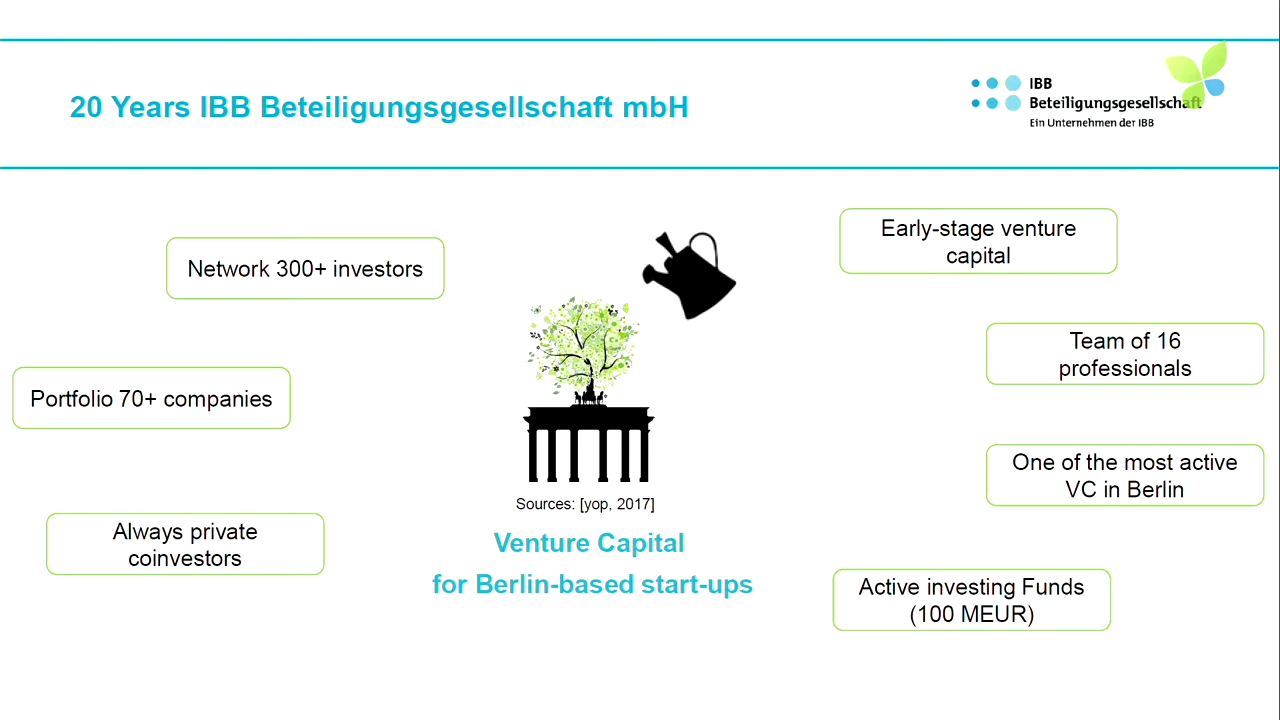 20 Years IBB Beteiligungsgesellschaft mbH
IBB
Beteiligungsgesellschaft
Ein Unternehmen der IBB
Network 300+ investors
Early-stage venture
capital
Team of 16
professionals
Portfolio 70+ companies
One of the most active
VC in Berlin
Sources: [yop, 2017]
Always private
coinvestors
Venture Capital
for Berlin-based start-ups
Active investing Funds
(100 MEUR)